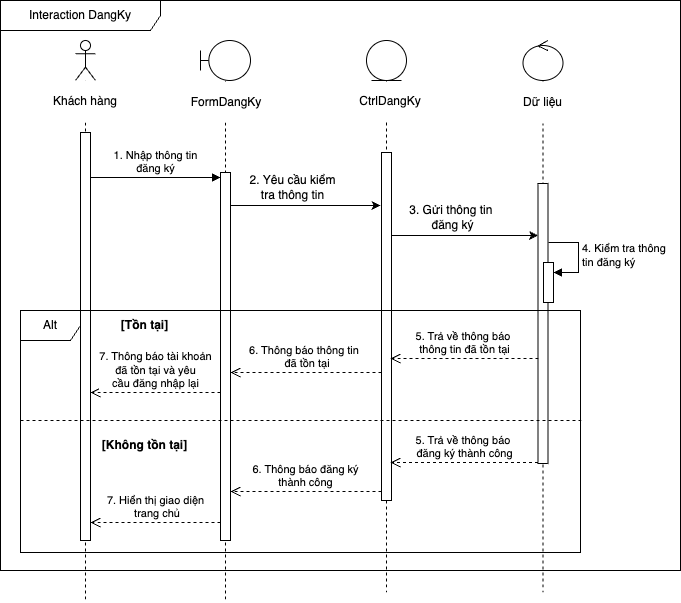 Interaction DangKy
Khách hàng
FormDangKy
CtrlDangKy
Dữ liệu
1. Nhập thông tin
đăng ký
2. Yêu cầu kiểm
tra thông tin
3. Gửi thông tin
đăng ký
4. Kiểm tra thông
tin đăng ký
Alt
[Tồn tại]
5. Trả về thông báo
thông tin đã tồn tại
6. Thông báo thông tin
đã tồn tại
7. Thông báo tài khoản
đã tồn tại và yêu
cầu đăng nhập lại
[Không tồn tại]
5. Trả về thông báo
đăng ký thành công
6. Thông báo đăng ký
thành công
7. Hiển thị giao diện
trang chủ